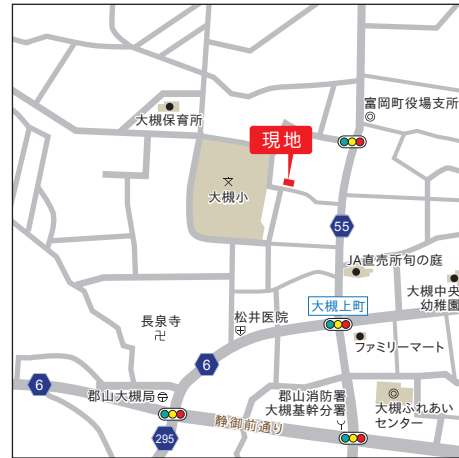 富岡町役場支所
大槻保育所
現地
大槻小
55
JA直売所旬の庭
大槻中央
幼稚園
大槻上町
松井医院
長泉寺
ファミリーマート
6
6
郡山大槻局
郡山消防署
大槻基幹分署
大槻ふれあい
センター
静御前通り
295